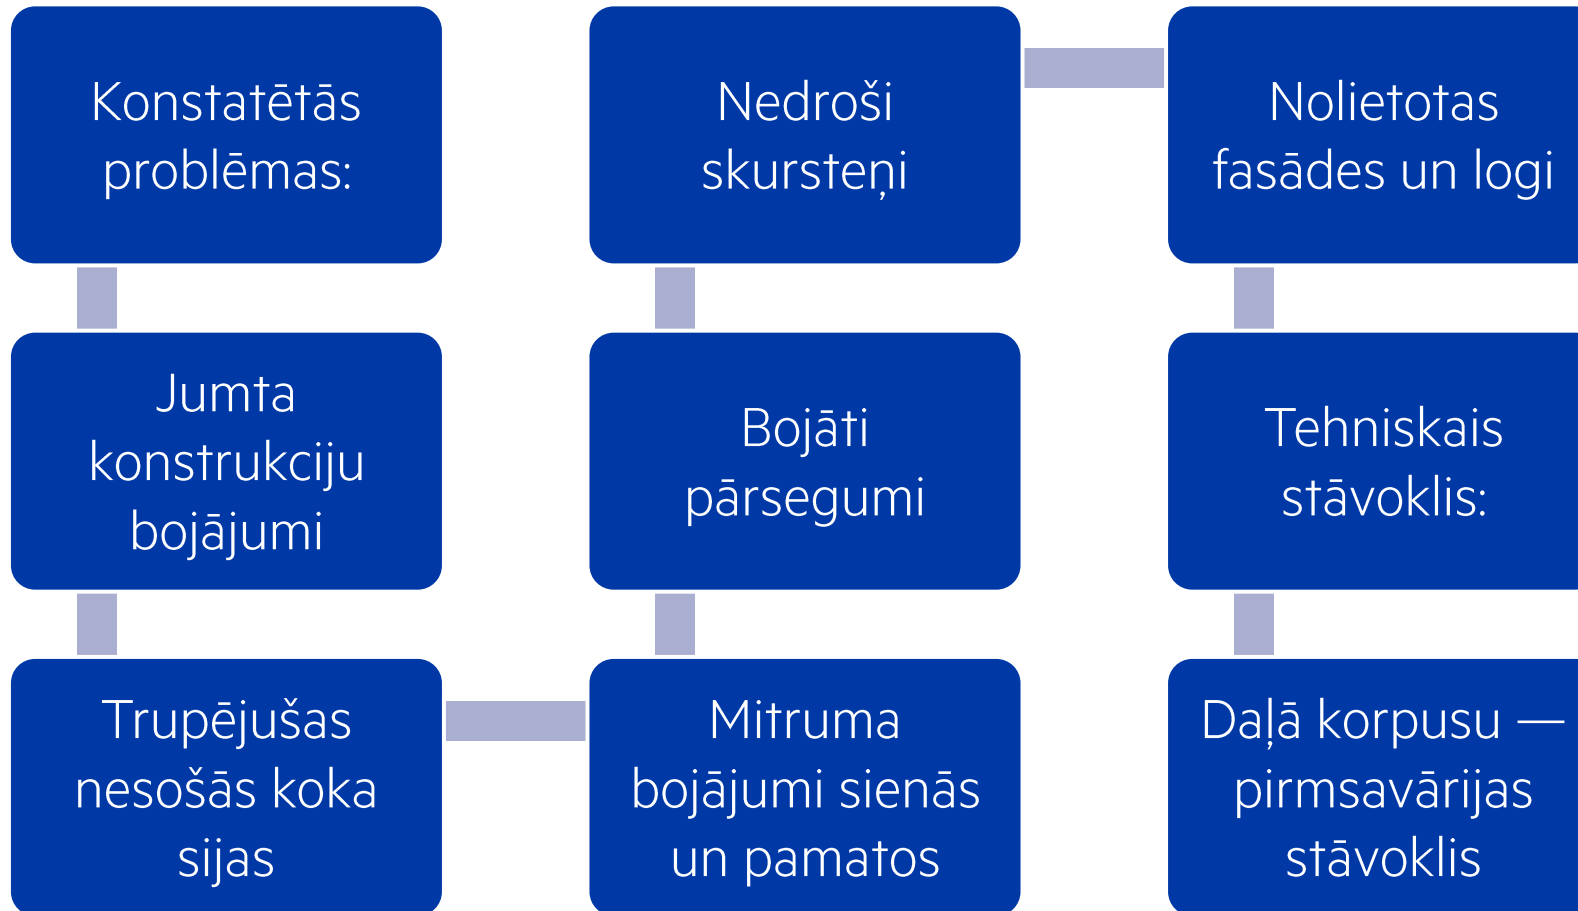 Konstatētās
problēmas:
Jumta
konstrukciju
bojājumi
Trupējušas
nesošās koka
sijas
Mitruma
bojājumi sienās
un pamatos
Bojāti
pārsegumi
Nedroši
skursteņi
Nolietotas
fasādes un logi
Tehniskais
stāvoklis:
Daļā korpusu —
pirmsavārijas
stāvoklis